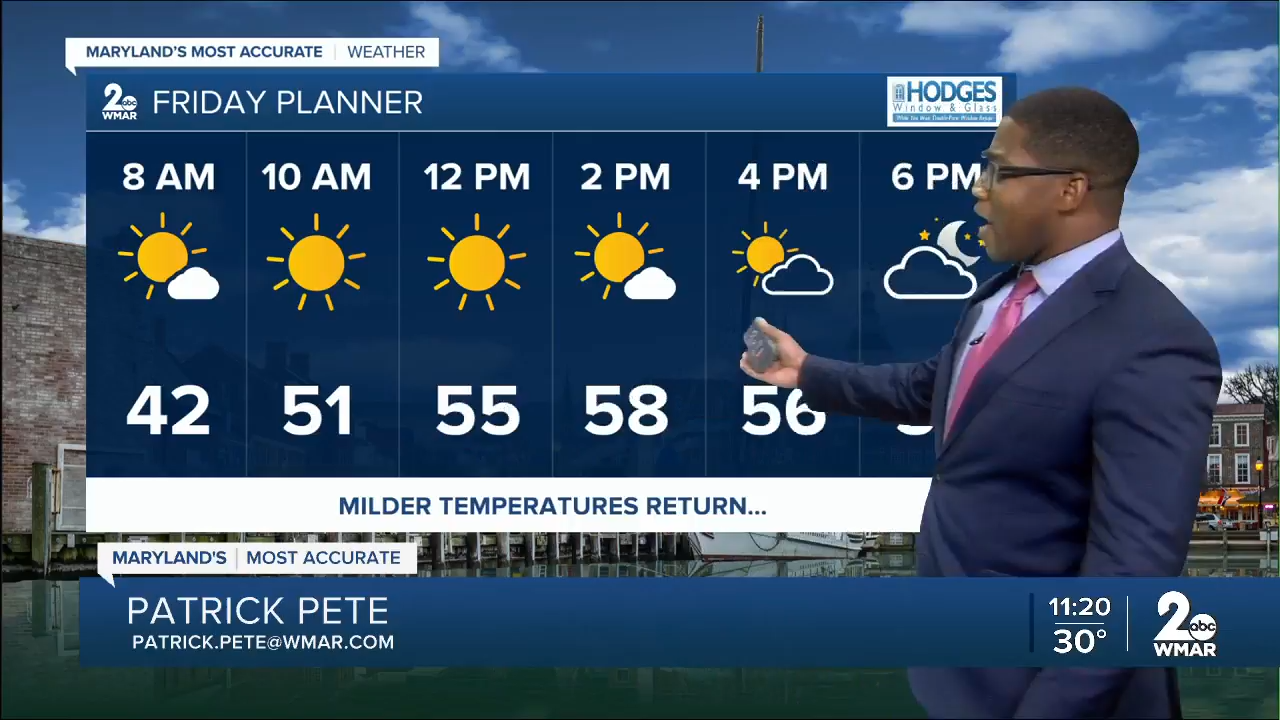 MARYLAND'S MOST ACCURATE | WEATHER
2 abc
WMAR
FRIDAY PLANNER
HODGES
Window & Glass
8 AM
10 AM
12 PM
2 PM
4 PM
6 PM
42
51
55
58
56
MILDER TEMPERATURES RETURN...
MARYLAND'S | MOST ACCURATE
PATRICK PETE
PATRICK.PETE@WMAR.COM
11:20
30°
2 abc
WMAR